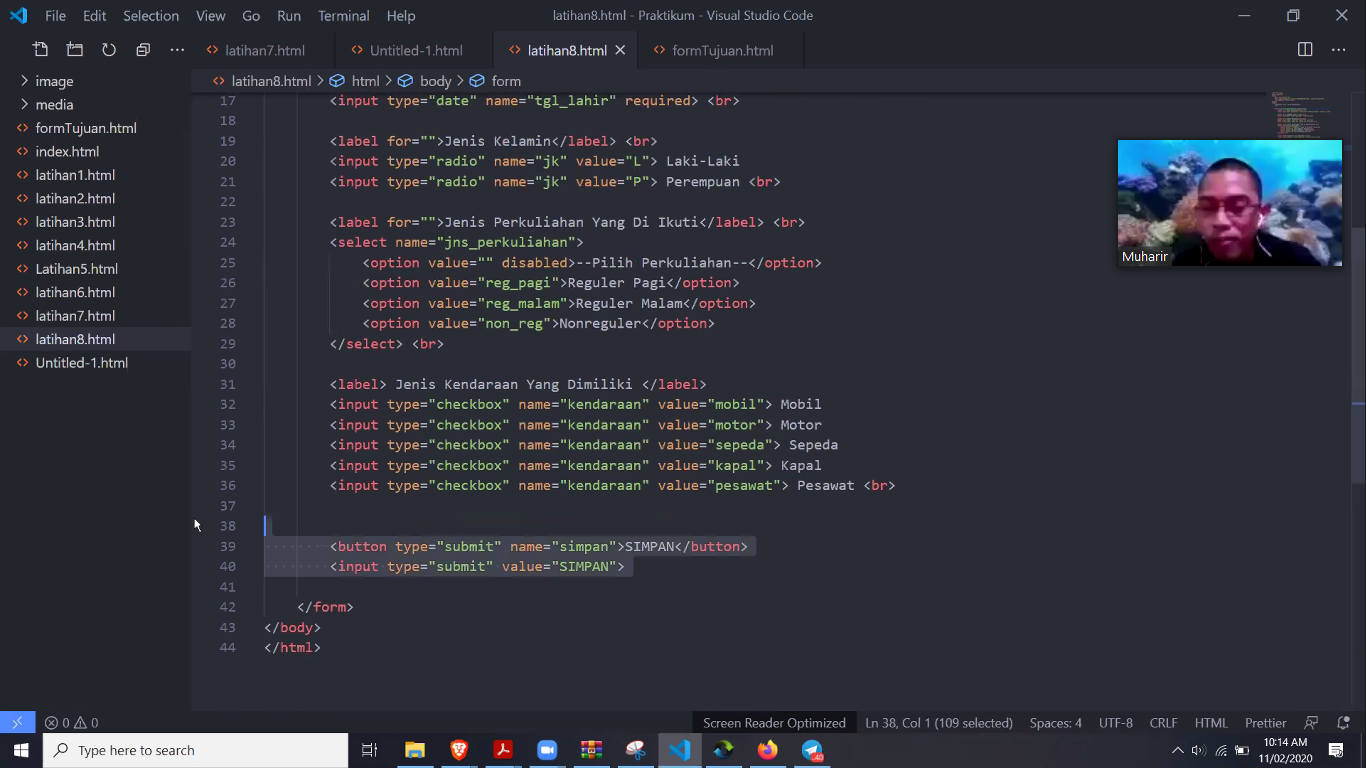 File Edit Selection View Go Run Terminal Help latihan8.html - Praktikum - Visual Studio Code
latihan7.html Untitled-1.html latihan8.html formTujuan.html
latihan8.html > html > body > form
image
media
formTujuan.html
index.html
latihan1.html
latihan2.html
latihan3.html
latihan4.html
Latihan5.html
latihan6.html
latihan7.html
latihan8.html
Untitled-1.html
17 <input type="date" name="tgl_lahir" required> <br>
18
19 <label for="">Jenis Kelamin</label> <br>
20 <input type="radio" name="jk" value="L"> Laki-Laki
21 <input type="radio" name="jk" value="P"> Perempuan <br>
22
23 <label for="">Jenis Perkuliahan Yang Di Ikuti</label> <br>
24 <select name="jns_perkuliahan">
25 <option value="" disabled>--Pilih Perkuliahan--</option>
26 <option value="reg_pagi">Reguler Pagi</option>
27 <option value="reg_malam">Reguler Malam</option>
28 <option value="non_reg">Nonreguler</option>
29 </select> <br>
30
31 <label> Jenis Kendaraan Yang Dimiliki </label>
32 <input type="checkbox" name="kendaraan" value="mobil"> Mobil
33 <input type="checkbox" name="kendaraan" value="motor"> Motor
34 <input type="checkbox" name="kendaraan" value="sepeda"> Sepeda
35 <input type="checkbox" name="kendaraan" value="kapal"> Kapal
36 <input type="checkbox" name="kendaraan" value="pesawat"> Pesawat <br>
37
38
39 <button type="submit" name="simpan">SIMPAN</button>
40 <input type="submit" value="SIMPAN">
41
42 </form>
43 </body>
44 </html>
Muharir
0 0 Screen Reader Optimized Ln 38, Col 1 (109 selected) Spaces: 4 UTF-8 CRLF HTML Prettier
Type here to search
10:14 AM
11/02/2020